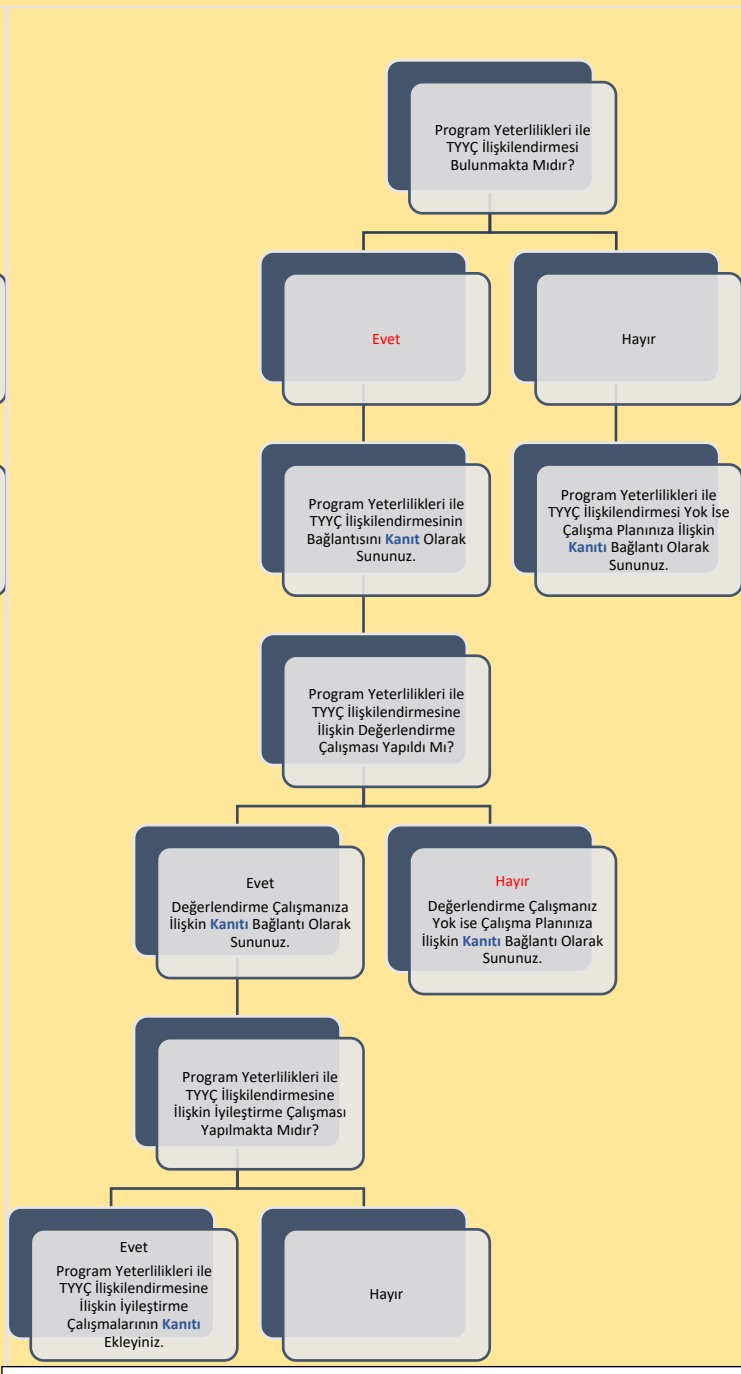 Program Yeterlilikleri ile
TYYÇ İlişkilendirmesi
Bulunmakta Mıdır?
Evet
Hayır
Program Yeterlilikleri ile
TYYÇ İlişkilendirmesinin
Bağlantısını Kanıt Olarak
Sununuz.
Program Yeterlilikleri ile
TYYÇ İlişkilendirmesi Yok İse
Çalışma Planınıza İlişkin
Kanıtı Bağlantı Olarak
Sununuz.
Program Yeterlilikleri ile
TYYÇ İlişkilendirmesine
İlişkin Değerlendirme
Çalışması Yapıldı Mı?
Evet
Değerlendirme Çalışmanıza
İlişkin Kanıtı Bağlantı Olarak
Sununuz.
Hayır
Değerlendirme Çalışmanız
Yok ise Çalışma Planınıza
İlişkin Kanıtı Bağlantı Olarak
Sununuz.
Program Yeterlilikleri ile
TYYÇ İlişkilendirmesine
İlişkin İyileştirme Çalışması
Yapılmakta Mıdır?
Evet
Program Yeterlilikleri ile
TYYÇ İlişkilendirmesine
İlişkin İyileştirme
Çalışmalarının Kanıtı
Ekleyiniz.
Hayır